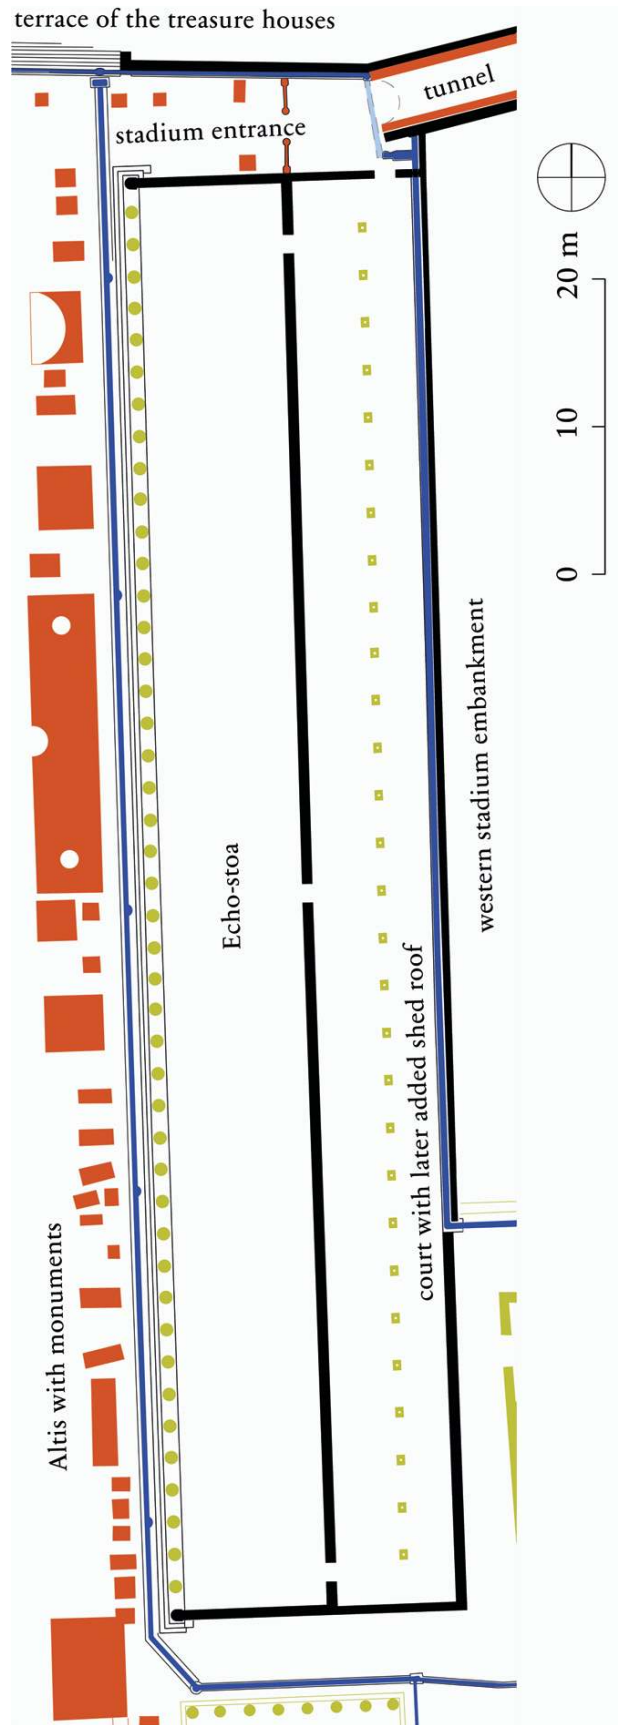 terrace of the treasure houses
tunnel
stadium entrance
20 m
10
0
western stadium embankment
Echo-stoa
court with later added shed roof
Altis with monuments